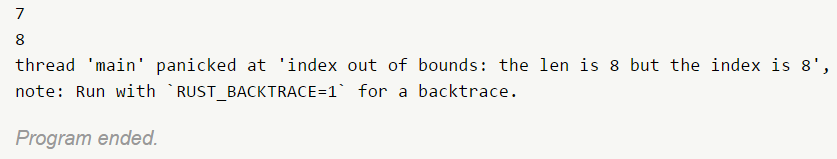 7
8
thread 'main' panicked at 'index out of bounds: the len is 8 but the index is 8',
note: Run with `RUST_BACKTRACE=1` for a backtrace.
Program ended.